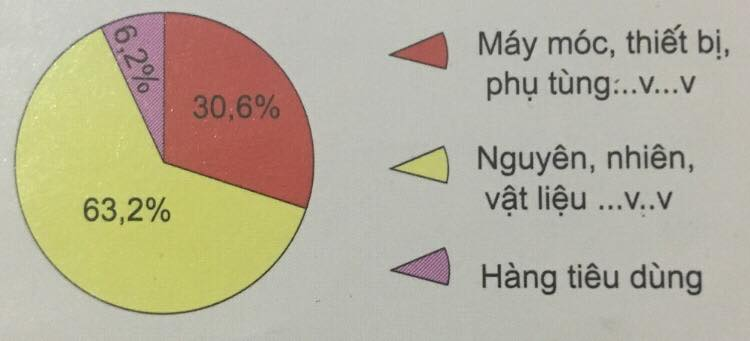 6,2%
30,6%
63,2%
Máy móc, thiết bị,
phụ tùng:..v...v
Nguyên, nhiên,
vật liệu ...v..v
Hàng tiêu dùng